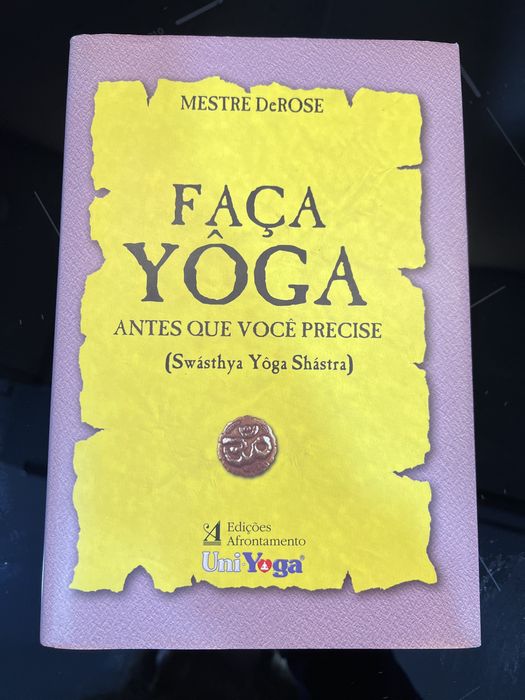 MESTRE DeROSE
FAÇA
YÔGA
ANTES QUE VOCÊ PRECISE
(Swásthya Yôga Shástra)
ॐ
A Edições
Afrontamento
UniYoga®